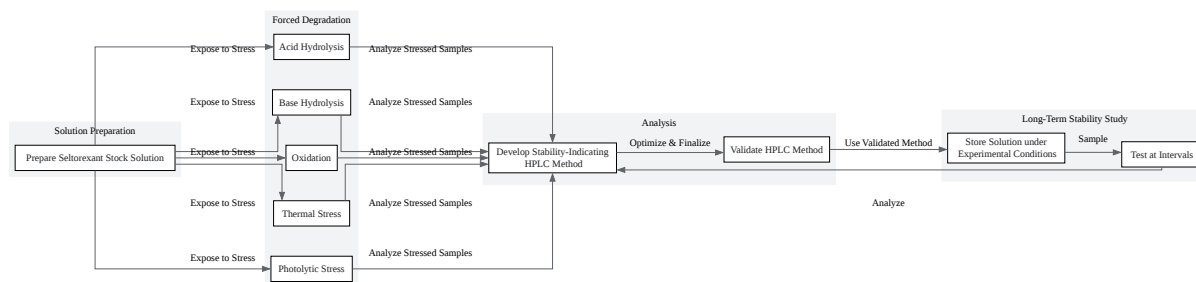 Forced Degradation
Expose to Stress
Acid Hydrolysis
Analyze Stressed Samples
Expose to Stress
Base Hydrolysis
Analyze Stressed Samples
Solution Preparation
Prepare Seltorexant Stock Solution
Expose to Stress
Oxidation
Analyze Stressed Samples
Expose to Stress
Thermal Stress
Analyze Stressed Samples
Expose to Stress
Photolytic Stress
Analyze Stressed Samples
Analysis
Develop Stability-Indicating
HPLC Method
Optimize & Finalize
Validate HPLC Method
Use Validated Method
Long-Term Stability Study
Store Solution under
Experimental Conditions
Sample
Test at Intervals
Analyze